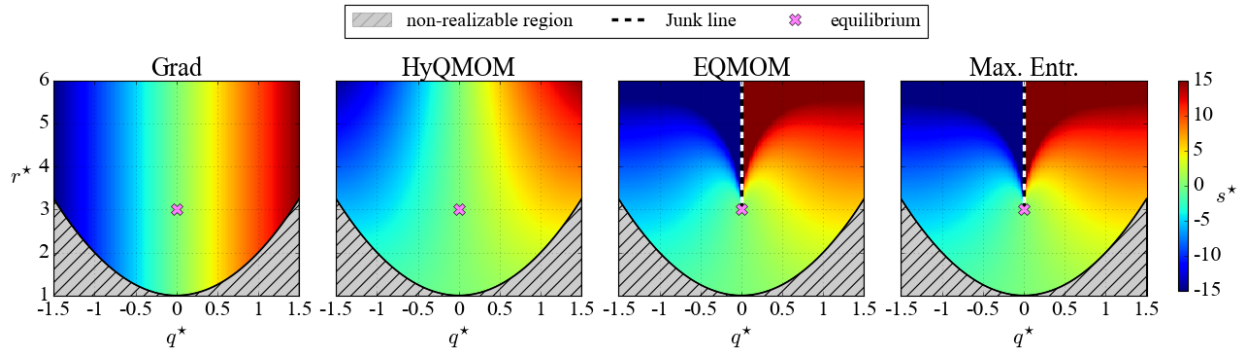 non-realizable region Junk line equilibrium
Grad HyQMOM EQMOM Max. Entr.
6 15
5 10
r⋆ 4 5
3 0 s⋆
2 -5
1 -10
-15
-1.5 -1 -0.5 0 0.5 1 1.5 -1.5 -1 -0.5 0 0.5 1 1.5 -1.5 -1 -0.5 0 0.5 1 1.5 -1.5 -1 -0.5 0 0.5 1 1.5
q⋆ q⋆ q⋆ q⋆